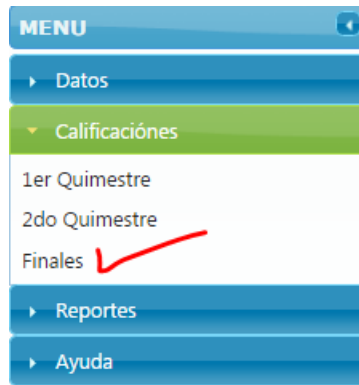 MENU
Datos
Calificaciónes
1er Quimestre
2do Quimestre
Finales
Reportes
Ayuda